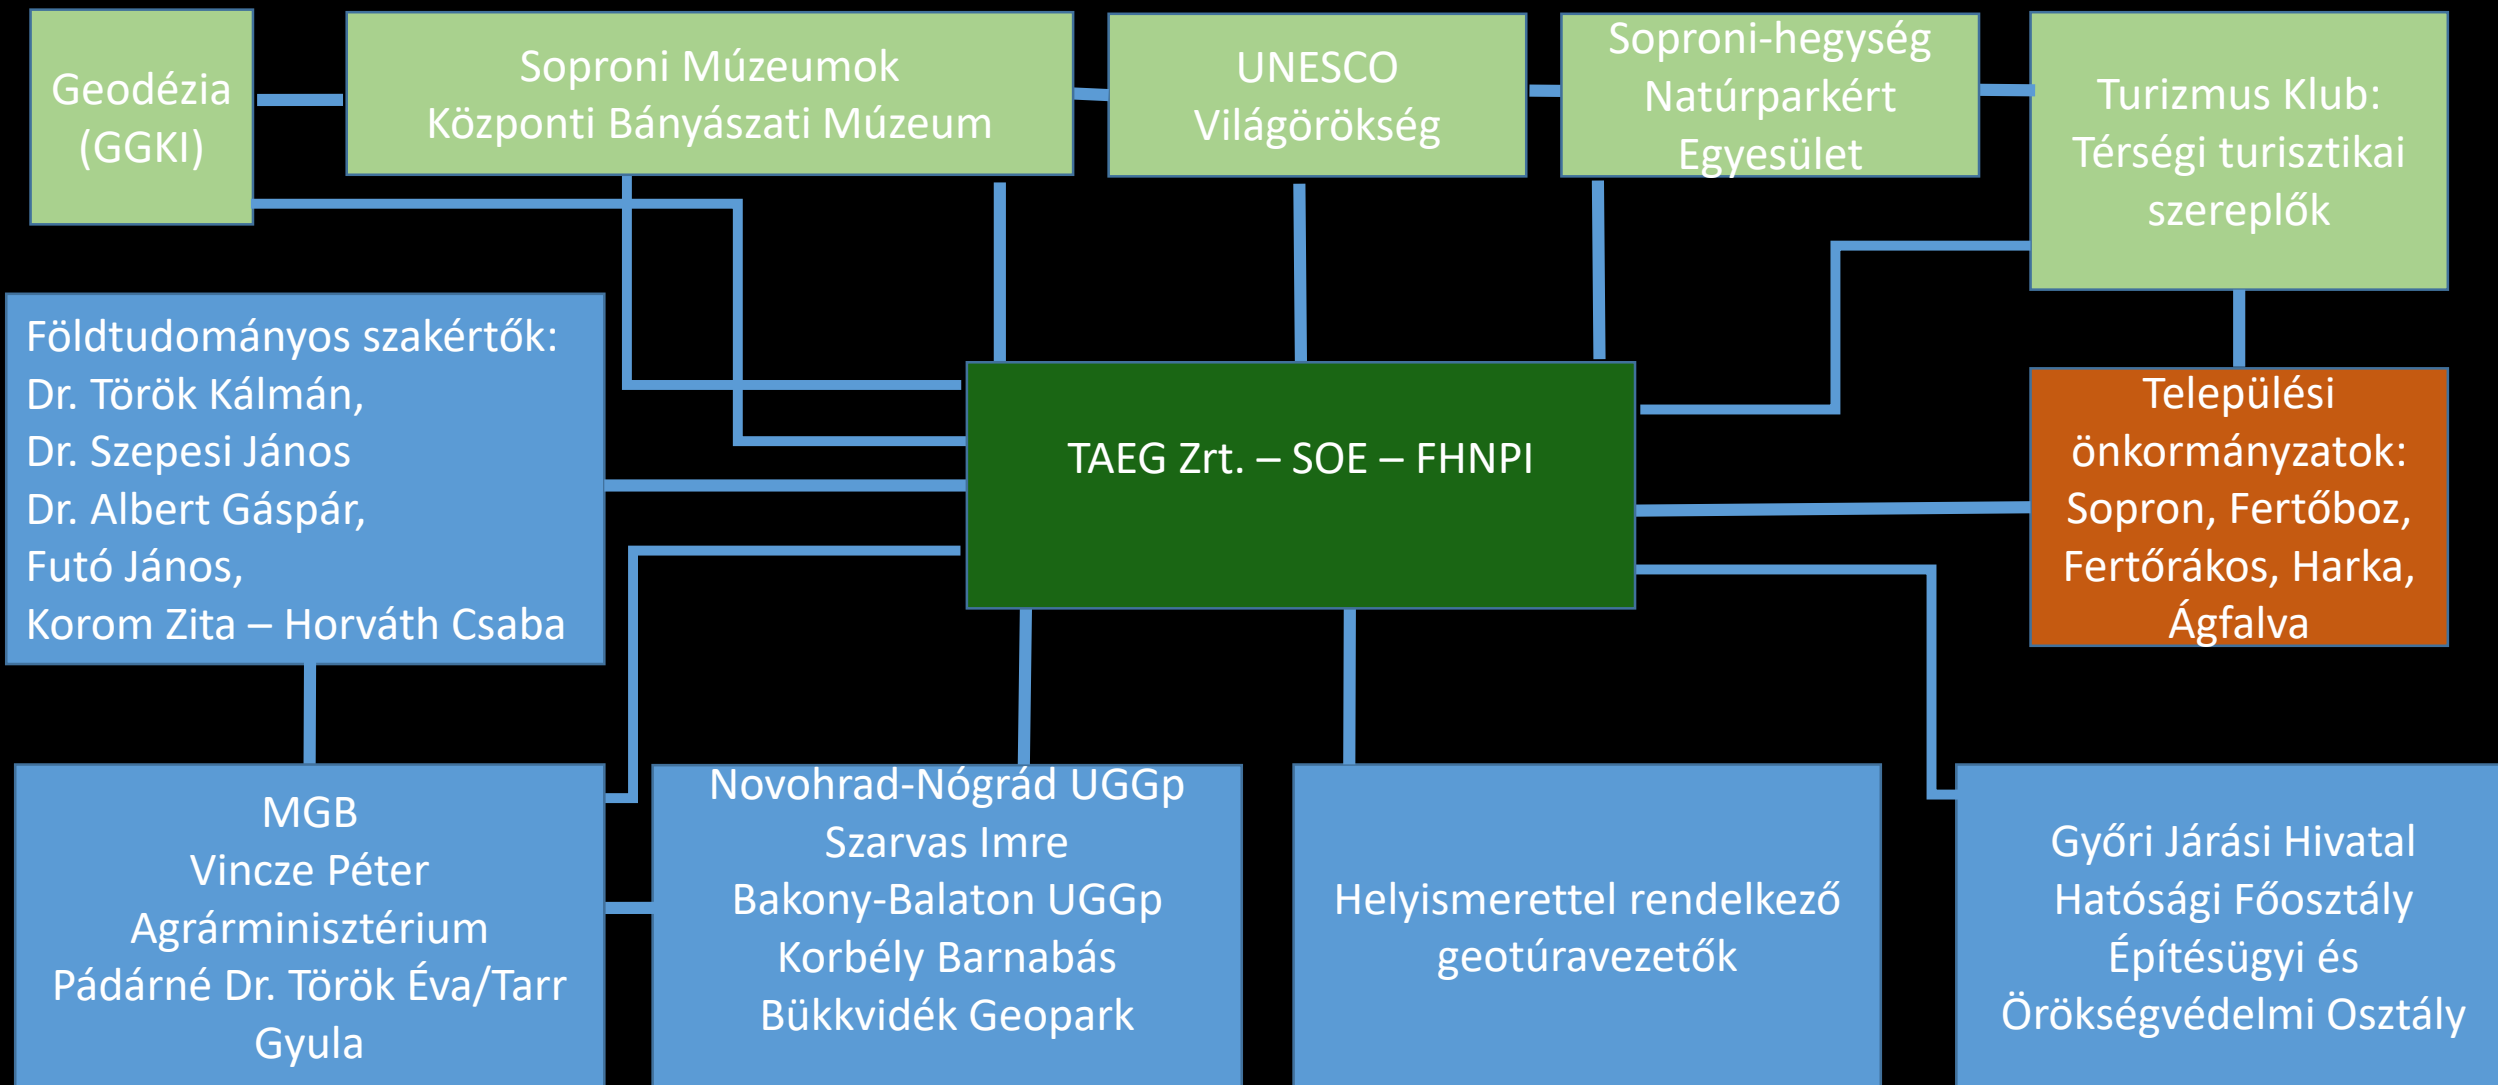 Geodézia
(GGKI)
Soproni Múzeumok
Központi Bányászati Múzeum
UNESCO
Világörökség
Soproni-hegység
Natúrparkért
Egyesület
Turizmus Klub:
Térségi turisztikai
szereplők
Földtudományos szakértők:
Dr. Török Kálmán,
Dr. Szepesi János
Dr. Albert Gáspár,
Futó János,
Korom Zita – Horváth Csaba
TAEG Zrt. – SOE – FHNPI
Települési
önkormányzatok:
Sopron, Fertőboz,
Fertőrákos, Harka,
Ágfalva
MGB
Vincze Péter
Agrárminisztérium
Pádárné Dr. Török Éva/Tarr
Gyula
Novohrad-Nógrád UGGp
Szarvas Imre
Bakony-Balaton UGGp
Korbély Barnabás
Bükkvidék Geopark
Helyismerettel rendelkező
geotúravezetők
Győri Járási Hivatal
Hatósági Főosztály
Építésügyi és
Örökségvédelmi Osztály